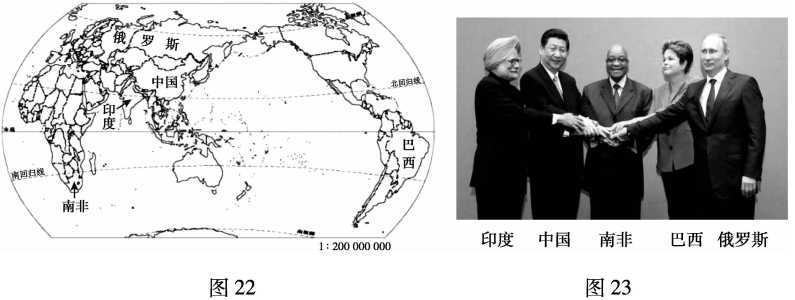 俄罗斯
中国
北回归线
印度
巴西
南回归线
南非
1∶200 000 000
印度 中国 南非 巴西 俄罗斯
图 22 图 23